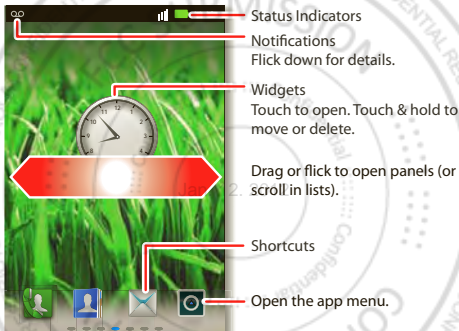 Status Indicators
Notifications
Flick down for details.
Widgets
Touch to open. Touch & hold to
move or delete.
Drag or flick to open panels (or
scroll in lists).
Shortcuts
Open the app menu.
Confidential